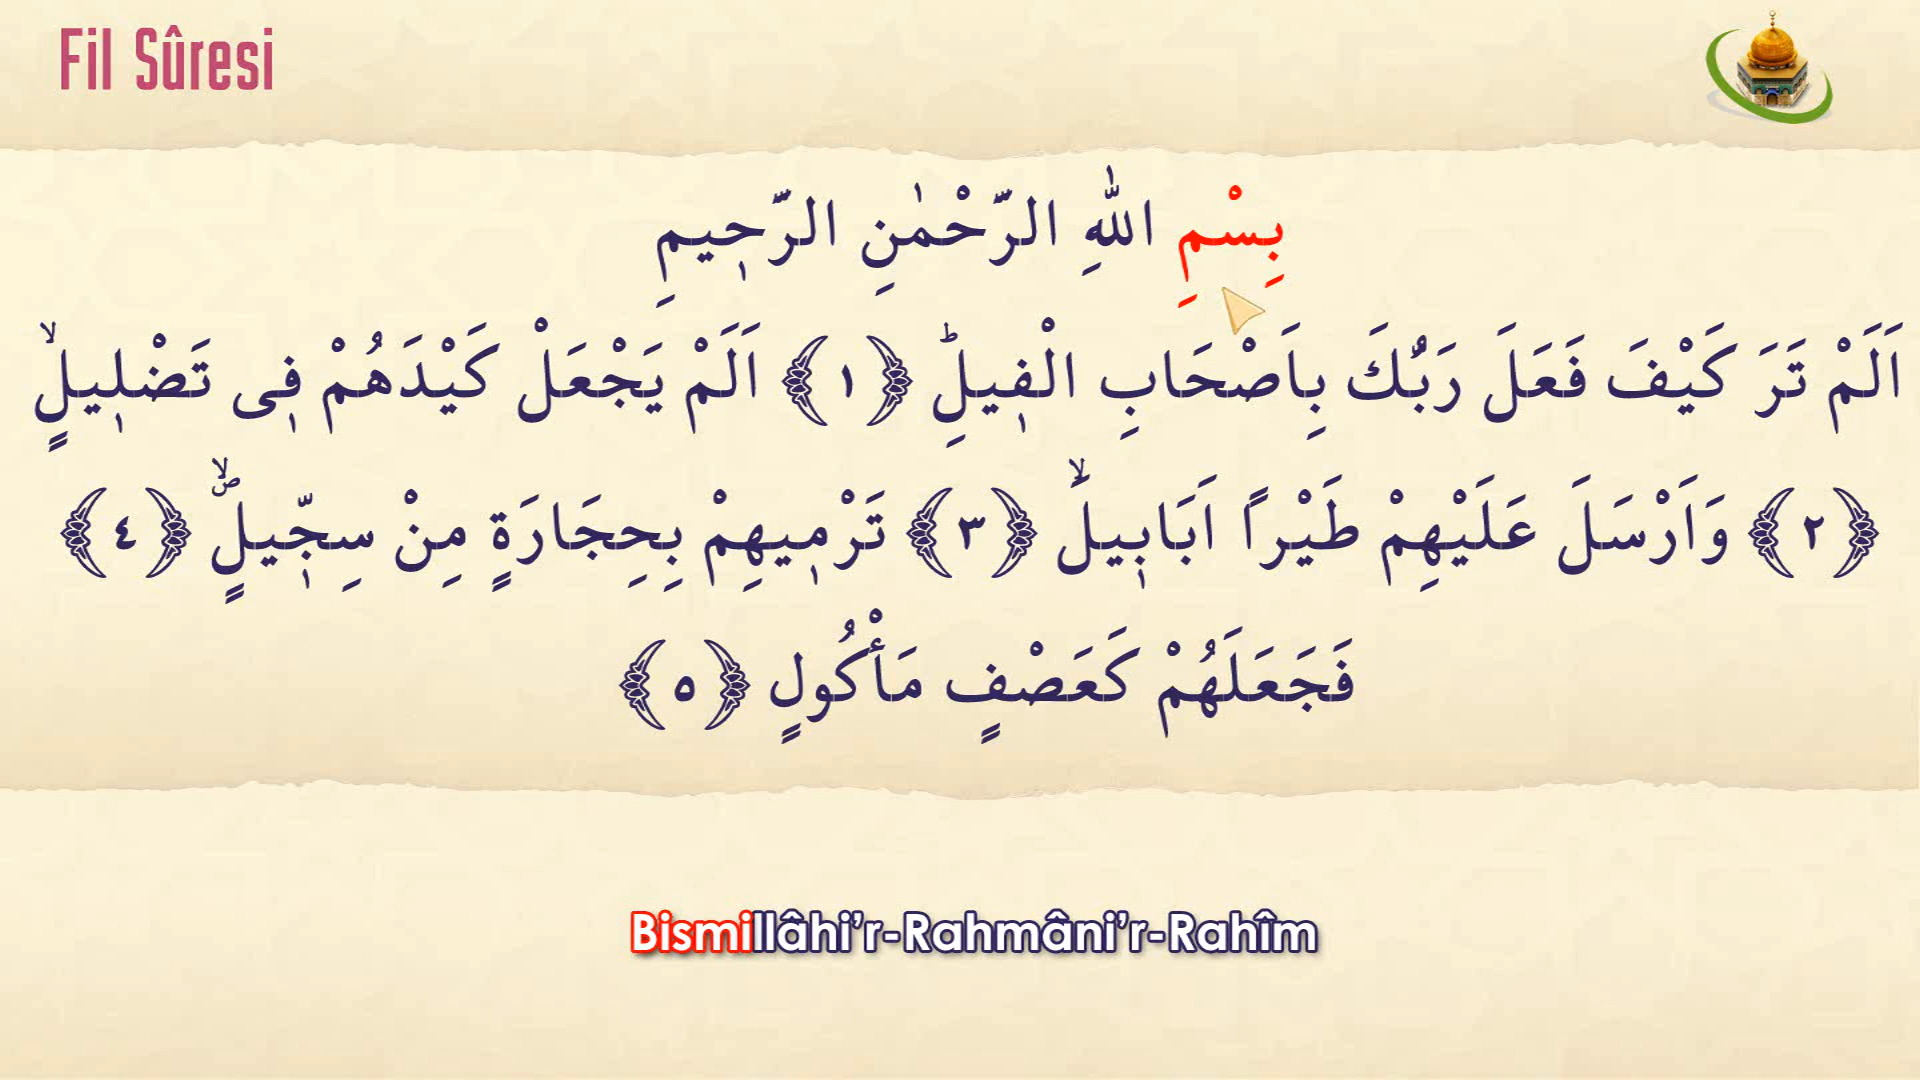 Fil Sûresi
بِسْمِ اللّٰهِ الرَّحْمٰنِ الرَّح۪يمِ
اَلَمْ تَرَ كَيْفَ فَعَلَ رَبُّكَ بِاَصْحَابِ الْف۪يلِۜ ﴿١﴾ اَلَمْ يَجْعَلْ كَيْدَهُمْ ف۪ى تَضْل۪يلٍۙ
﴿٢﴾ وَاَرْسَلَ عَلَيْهِمْ طَيْراً اَبَاب۪يلَۙ ﴿٣﴾ تَرْم۪يهِمْ بِحِجَارَةٍ مِنْ سِجّ۪يلٍۙۖ ﴿٤﴾
فَجَعَلَهُمْ كَعَصْفٍ مَأْكُولٍ ﴿٥﴾
Bismillâhi’r-Rahmâni’r-Rahîm